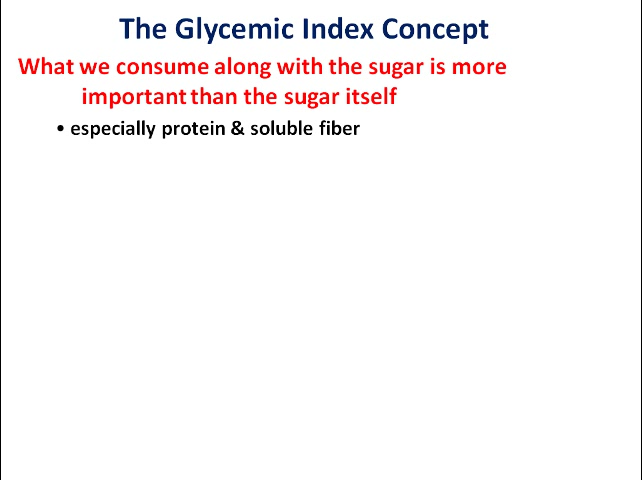 The Glycemic Index Concept
What we consume along with the sugar is more
important than the sugar itself
• especially protein & soluble fiber